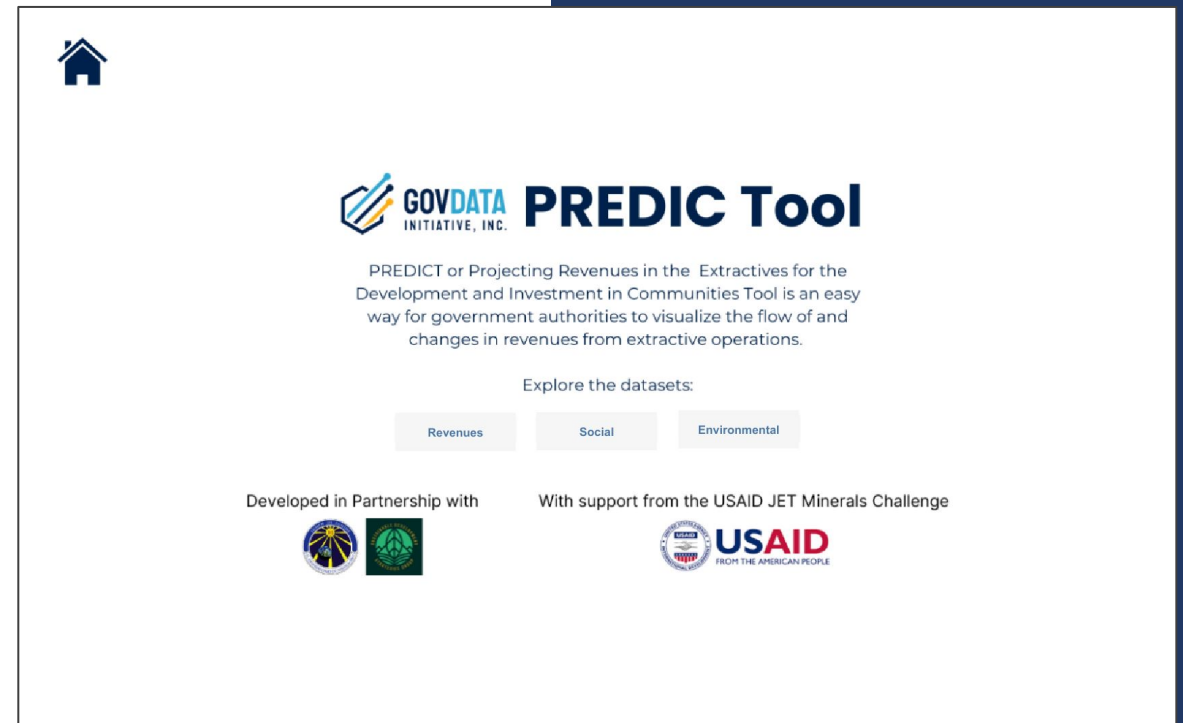 GOVDATA
INITIATIVE, INC.
PREDIC Tool
PREDICT or Projecting Revenues in the Extractives for the
Development and Investment in Communities Tool is an easy
way for government authorities to visualize the flow of and
changes in revenues from extractive operations.
Explore the datasets:
Revenues
Social
Environmental
Developed in Partnership with
With support from the USAID JET Minerals Challenge
USAID
USAID
FROM THE AMERICAN PEOPLE